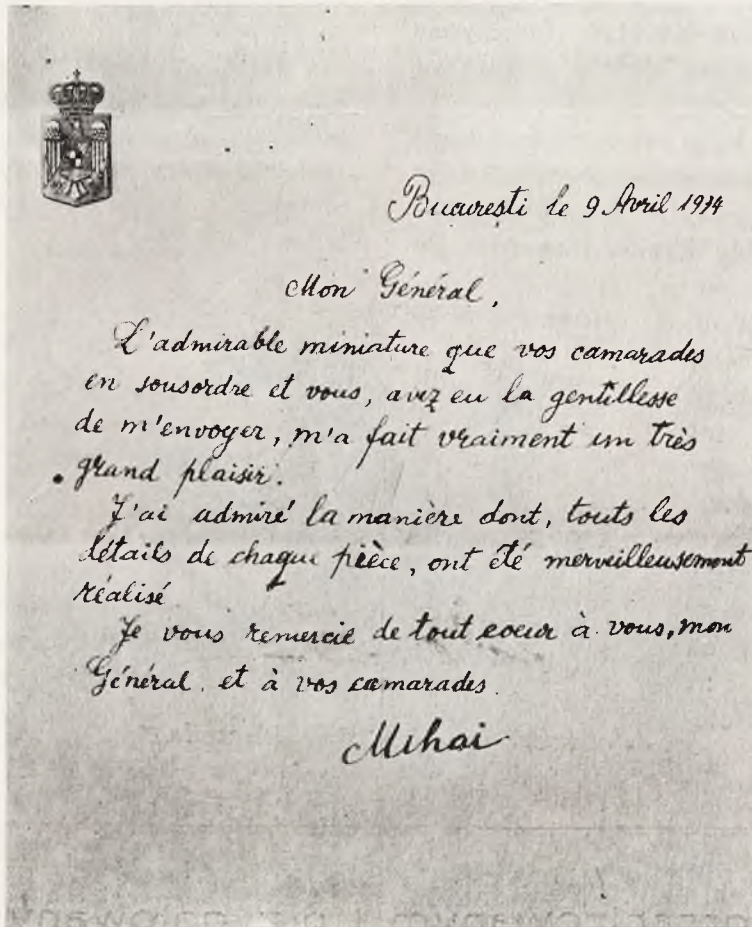 Bucureşti le 9 Avril 1934
Mon Général,
L'admirable miniature que vos camarades
en sousordre et vous, avez eu la gentillesse
de m'envoyer, m'a fait vraiment un très
grand plaisir.
J'ai admiré la manière dont, touts les
détails de chaque pièce, ont été merveilleusement
réalisé
Je vous remercie de tout coeur à vous, mon
Général, et à vos camarades.
Mihai